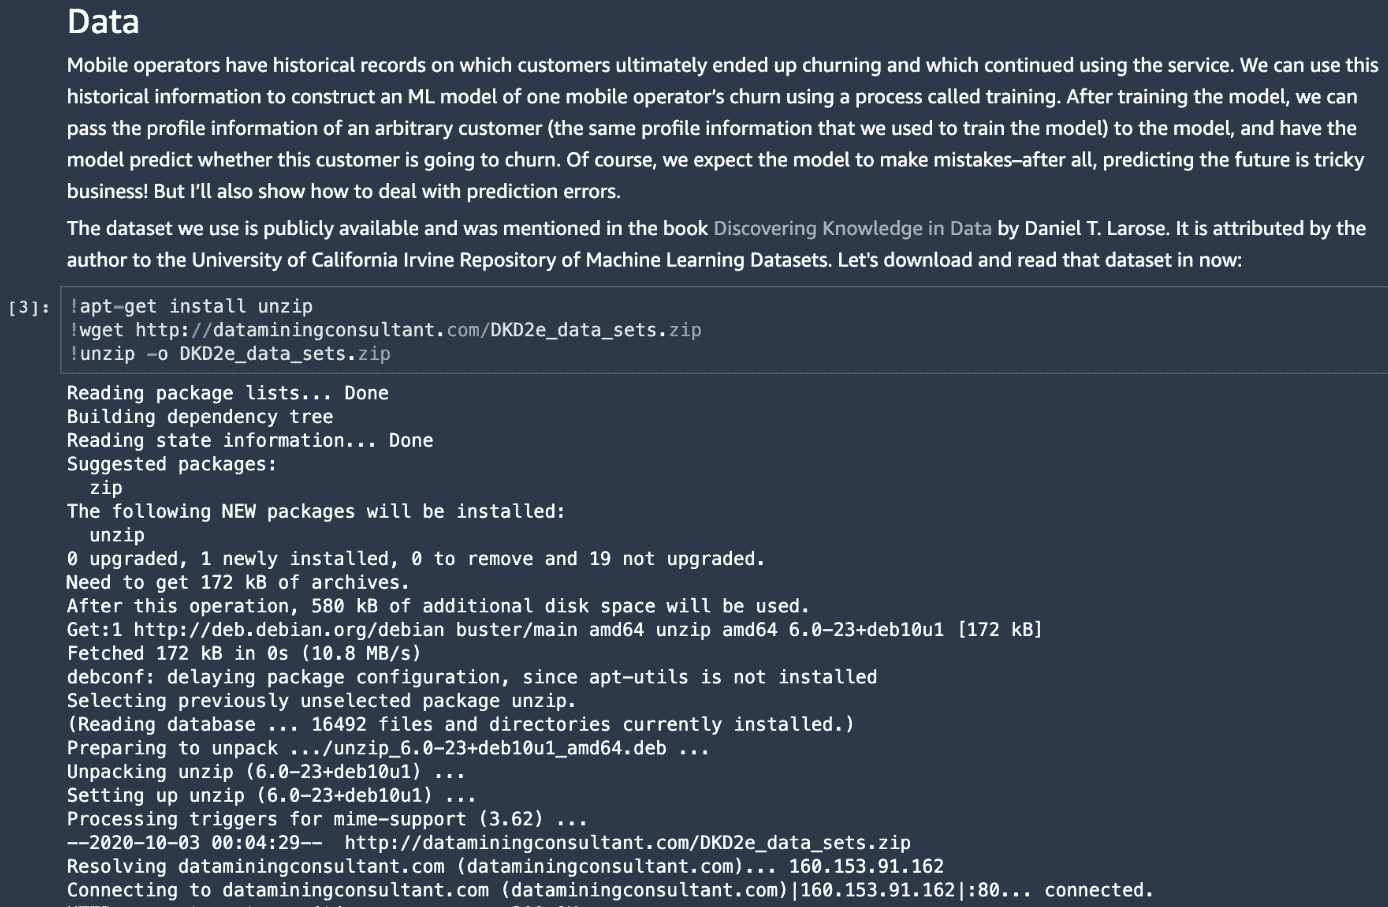 Data
Mobile operators have historical records on which customers ultimately ended up churning and which continued using the service. We can use this
historical information to construct an ML model of one mobile operator’s churn using a process called training. After training the model, we can
pass the profile information of an arbitrary customer (the same profile information that we used to train the model) to the model, and have the
model predict whether this customer is going to churn. Of course, we expect the model to make mistakes–after all, predicting the future is tricky
business! But I’ll also show how to deal with prediction errors.
The dataset we use is publicly available and was mentioned in the book Discovering Knowledge in Data by Daniel T. Larose. It is attributed by the
author to the University of California Irvine Repository of Machine Learning Datasets. Let's download and read that dataset in now:
[3]: !apt-get install unzip
!wget http://dataminingconsultant.com/DKD2e_data_sets.zip
!unzip -o DKD2e_data_sets.zip
Reading package lists... Done
Building dependency tree
Reading state information... Done
Suggested packages:
  zip
The following NEW packages will be installed:
  unzip
0 upgraded, 1 newly installed, 0 to remove and 19 not upgraded.
Need to get 172 kB of archives.
After this operation, 580 kB of additional disk space will be used.
Get:1 http://deb.debian.org/debian buster/main amd64 unzip amd64 6.0-23+deb10u1 [172 kB]
Fetched 172 kB in 0s (10.8 MB/s)
debconf: delaying package configuration, since apt-utils is not installed
Selecting previously unselected package unzip.
(Reading database ... 16492 files and directories currently installed.)
Preparing to unpack .../unzip_6.0-23+deb10u1_amd64.deb ...
Unpacking unzip (6.0-23+deb10u1) ...
Setting up unzip (6.0-23+deb10u1) ...
Processing triggers for mime-support (3.62) ...
--2020-10-03 00:04:29--  http://dataminingconsultant.com/DKD2e_data_sets.zip
Resolving dataminingconsultant.com (dataminingconsultant.com)... 160.153.91.162
Connecting to dataminingconsultant.com (dataminingconsultant.com)|160.153.91.162|:80... connected.